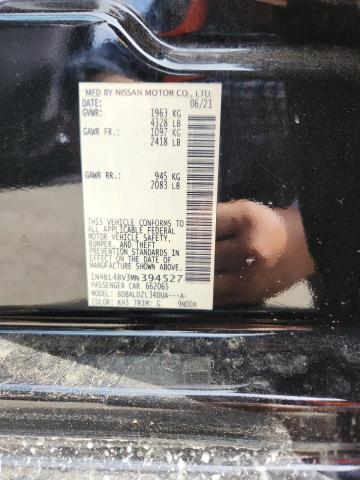 MFD BY NISSAN MOTOR CO., LTD.
DATE: 06/21
GVWR: 1963 KG
4328 LB
GAWR FR: 1097 KG
2418 LB
GAWR RR: 945 KG
2083 LB
THIS VEHICLE CONFORMS TO
ALL APPLICABLE FEDERAL
MOTOR VEHICLE SAFETY,
BUMPER, AND THEFT
PREVENTION STANDARDS
IN EFFECT ON THE DATE OF
MANUFACTURE SHOWN ABOVE.
1N4BL4BV3MN394527
PASSENGER CAR 662065
MODEL: BDBALDZL34DUA---A-
COLOR: KH3 TRIM: G 9N00A